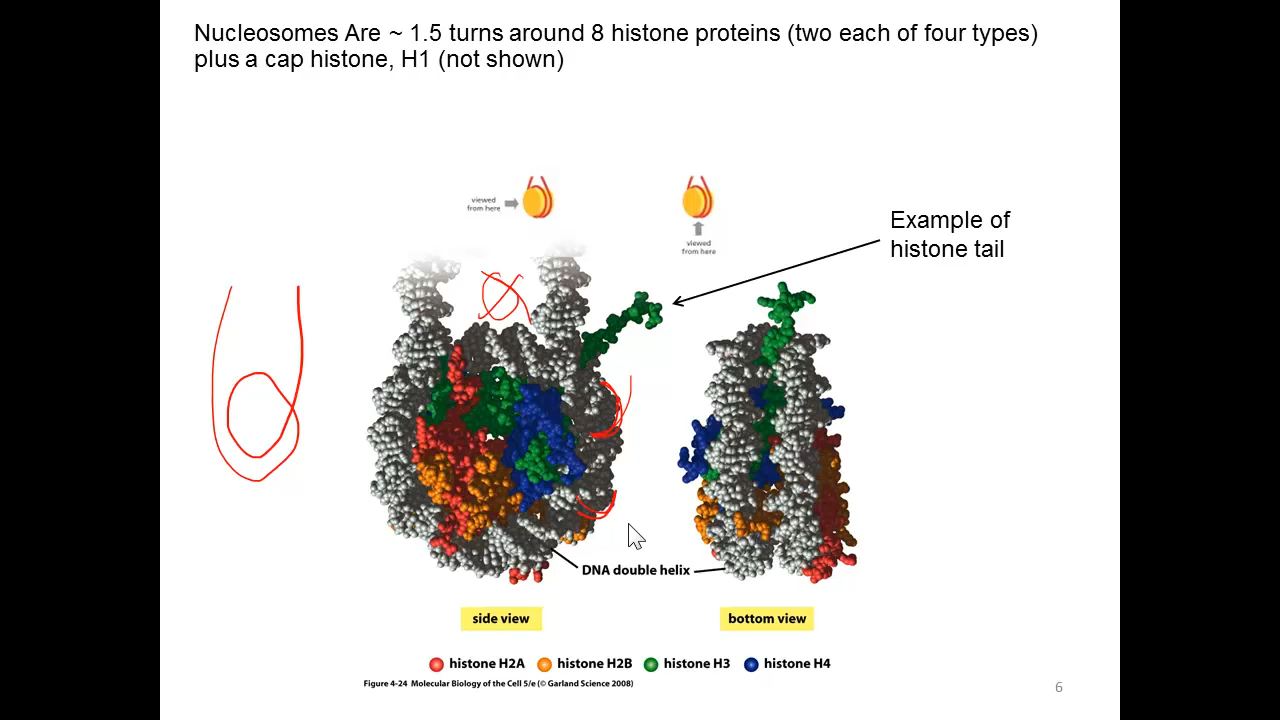 Nucleosomes Are ~ 1.5 turns around 8 histone proteins (two each of four types)
plus a cap histone, H1 (not shown)
viewed
from here
viewed
from here
Example of
histone tail
DNA double helix
side view
bottom view
histone H2A
histone H2B
histone H3
histone H4
Figure 4-24 Molecular Biology of the Cell 5/e (© Garland Science 2008)
6